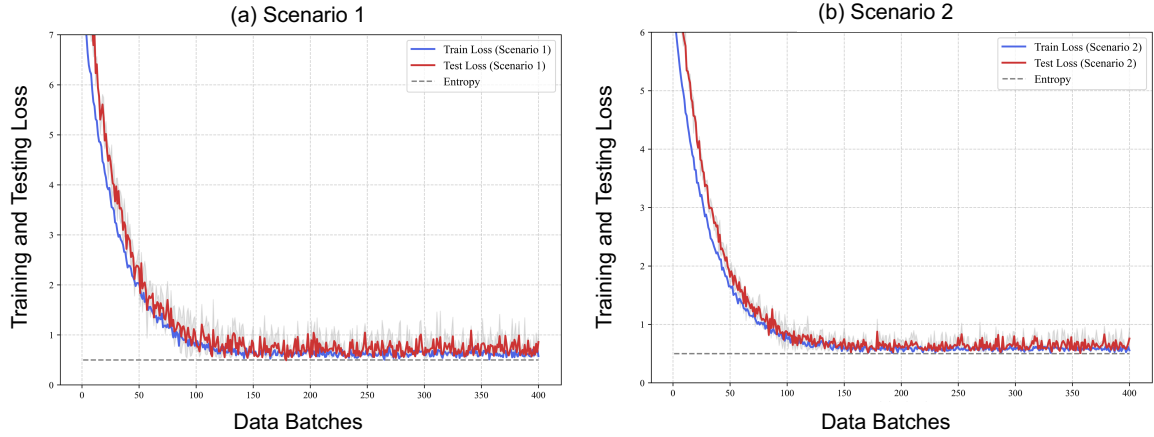 (a) Scenario 1
Training and Testing Loss
7
6
5
4
3
2
1
0
Train Loss (Scenario 1)
Test Loss (Scenario 1)
Entropy
0 50 100 150 200 250 300 350 400
Data Batches
(b) Scenario 2
Training and Testing Loss
6
5
4
3
2
1
0
Train Loss (Scenario 2)
Test Loss (Scenario 2)
Entropy
0 50 100 150 200 250 300 350 400
Data Batches